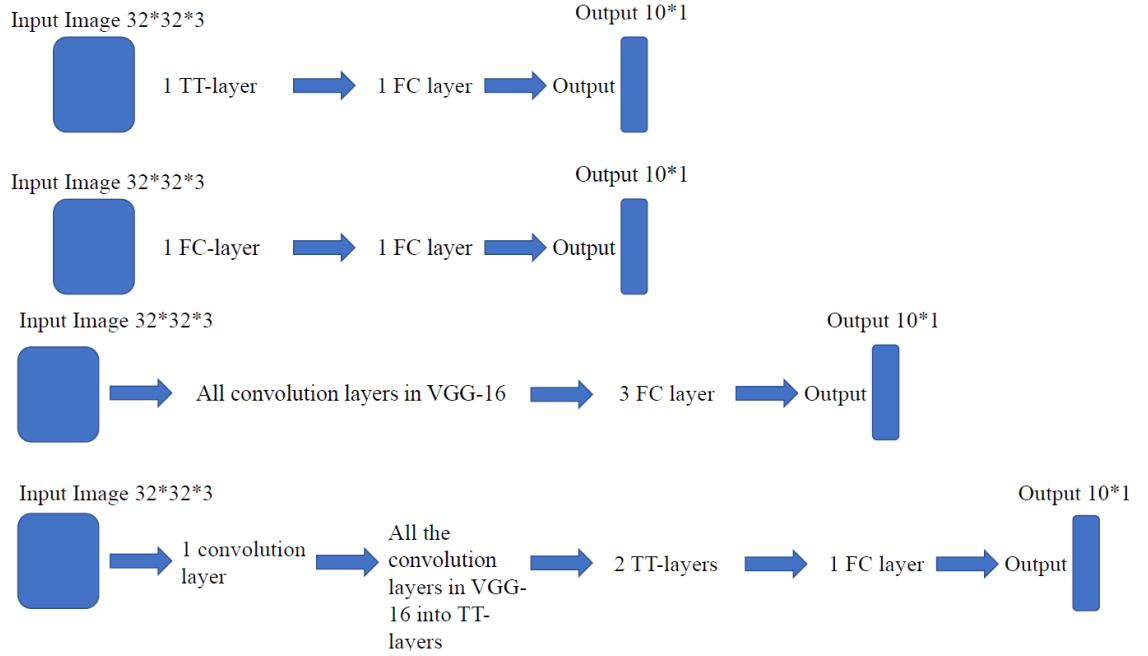 Input Image 32*32*3
Output 10*1
1 TT-layer
1 FC layer
Output
Input Image 32*32*3
Output 10*1
1 FC-layer
1 FC layer
Output
Input Image 32*32*3
Output 10*1
All convolution layers in VGG-16
3 FC layer
Output
Input Image 32*32*3
Output 10*1
1 convolution
layer
All the
convolution
layers in VGG-
16 into TT-
layers
2 TT-layers
1 FC layer
Output